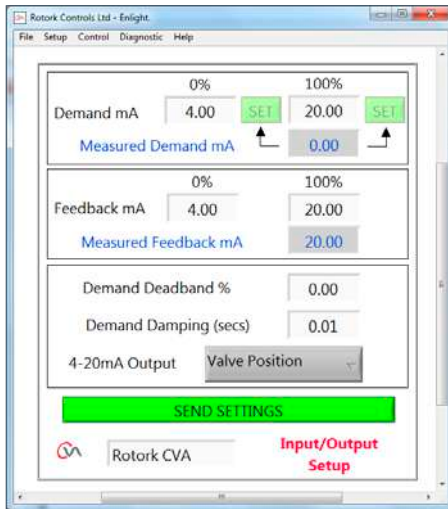 Rotork Controls Ltd - Enlight.
File Setup Control Diagnostic Help
0% 100%
Demand mA 4.00 SET 20.00 SET
Measured Demand mA 0.00
0% 100%
Feedback mA 4.00 20.00
Measured Feedback mA 20.00
Demand Deadband % 0.00
Demand Damping (secs) 0.01
4-20mA Output Valve Position
SEND SETTINGS
Rotork CVA Input/Output
Setup